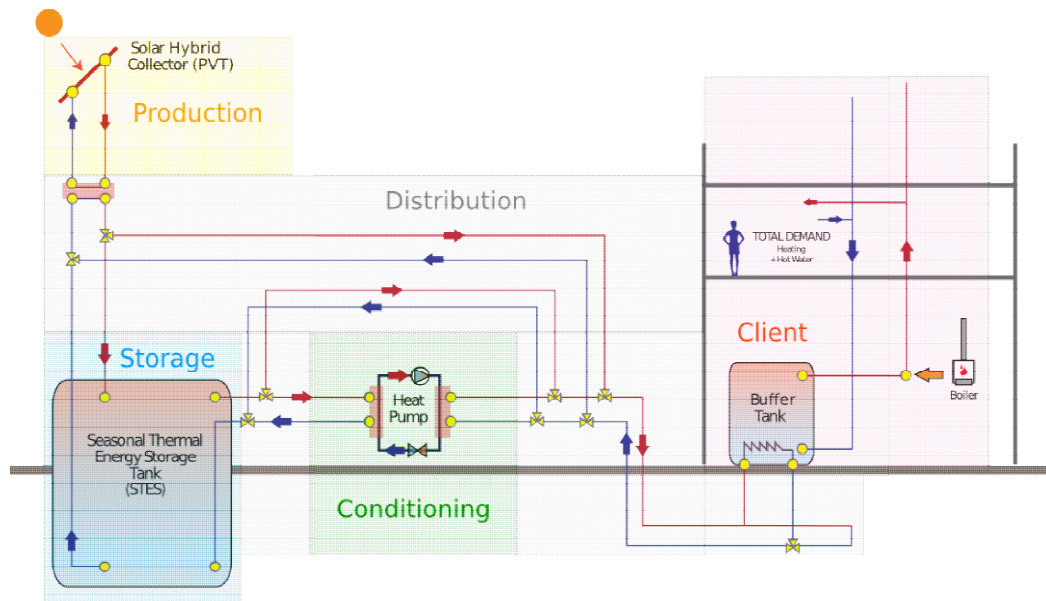 Solar Hybrid
Collector (PVT)
Production
Distribution
TOTAL DEMAND
Heating
+ Hot Water
Storage
Client
Heat
Pump
Buffer
Tank
Boiler
Seasonal Thermal
Energy Storage
Tank
(STES)
Conditioning